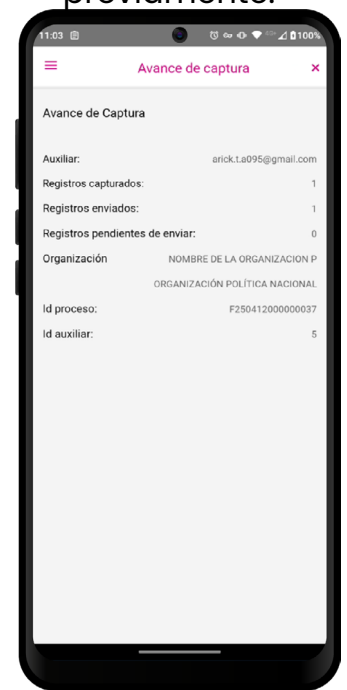 previamente.
11:03 100%
Avance de captura ×
Avance de Captura
Auxiliar: arick.t.a095@gmail.com
Registros capturados: 1
Registros enviados: 1
Registros pendientes de enviar: 0
Organización NOMBRE DE LA ORGANIZACION P
ORGANIZACIÓN POLÍTICA NACIONAL
Id proceso: F250412000000037
Id auxiliar: 5